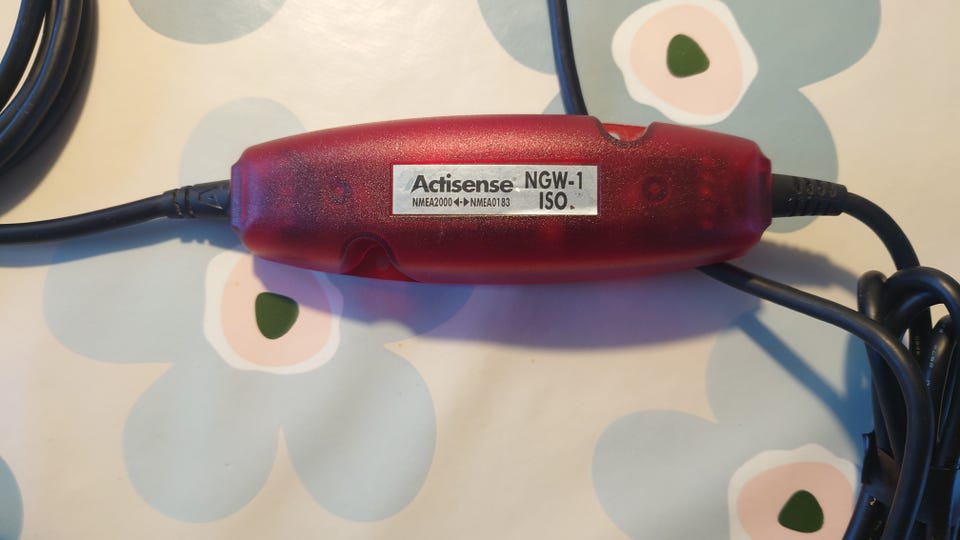 Actisense NGW-1
NMEA2000◄►NMEA0183 ISO.